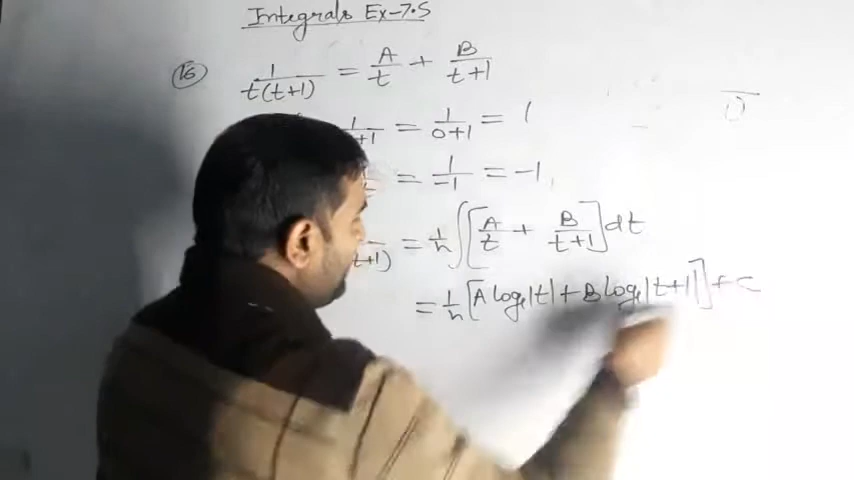 Integrals Ex-7.5
16 1/t(t+1) = A/t + B/t+1
= 1/0+1 = 1
= 1/-1 = -1,
t+1) = 1/n ∫[A/t + B/t+1]dt
= 1/n [A logₑ|t| + B logₑ|t+1|] + C